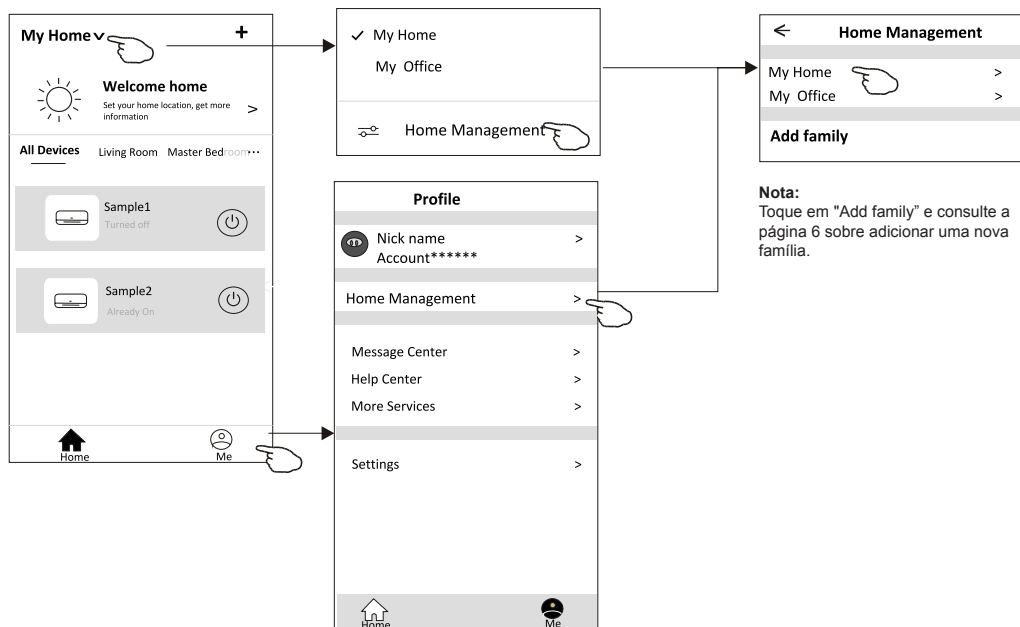 My Home
+
Welcome home
Set your home location, get more
information
>
All Devices Living Room Master Bedroom...
Sample1
Turned off
Sample2
Already On
Home
Me
✓ My Home
My Office
Home Management
Profile
Nick name >
Account******
Home Management >
Message Center >
Help Center >
More Services >
Settings >
Home
Me
← Home Management
My Home >
My Office >
Add family
Nota:
Toque em "Add family” e consulte a
página 6 sobre adicionar uma nova
família.